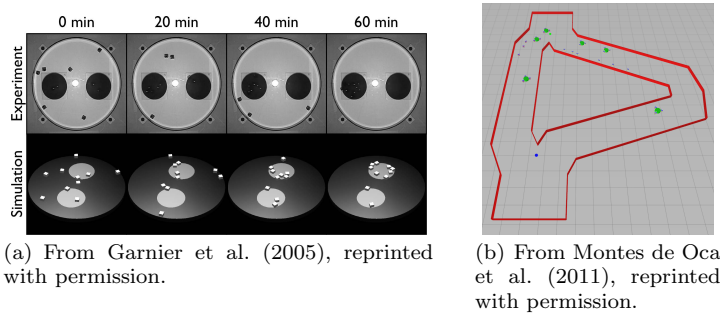 0 min 20 min 40 min 60 min
Experiment
Simulation
(a) From Garnier et al. (2005), reprinted
with permission.
(b) From Montes de Oca
et al. (2011), reprinted
with permission.